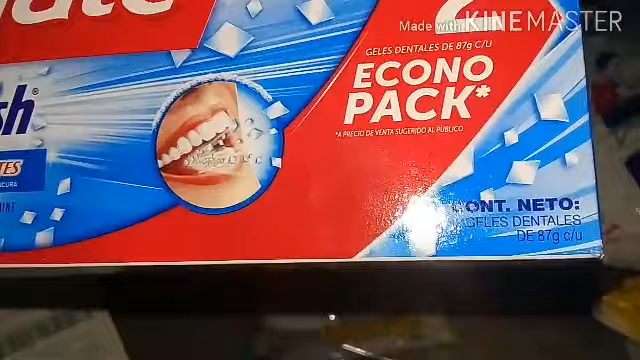 Made with KINEMASTER
2
GELES DENTALES DE 87g C/U
ECONO
PACK*
*A PRECIO DE VENTA SUGERIDO AL PÚBLICO
sh®
MINT
CONT. NETO:
GELES DENTALES
DE 87g c/u